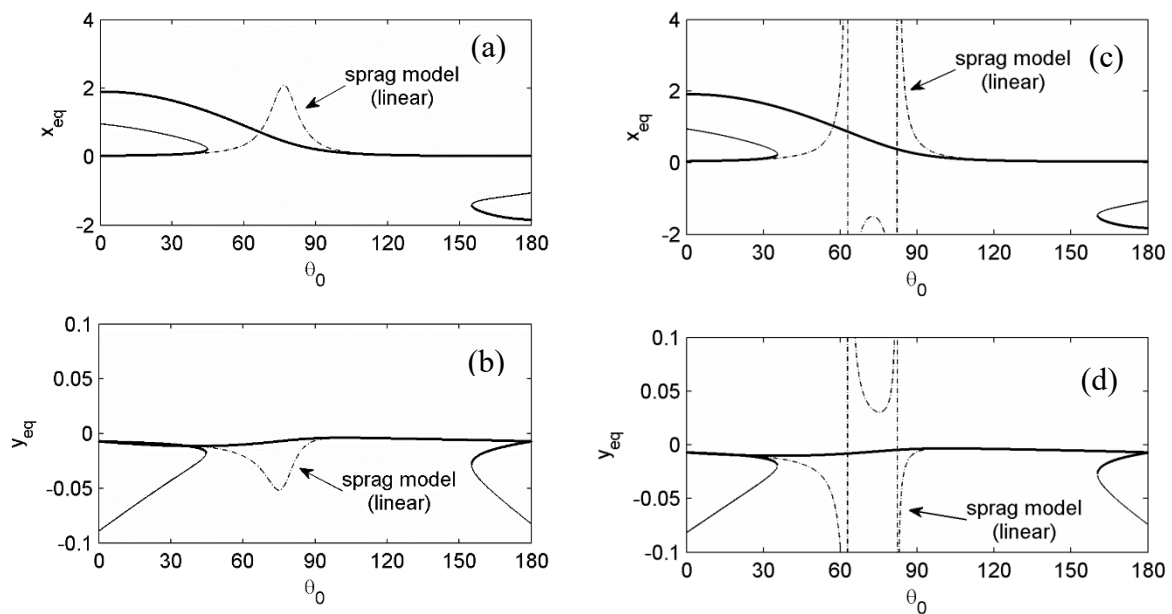 (a)
4
2
0
-2
x_eq
sprag model
(linear)
0 30 60 90 120 150 180
θ_0
(c)
4
2
0
-2
x_eq
sprag model
(linear)
0 30 60 90 120 150 180
θ_0
(b)
0.1
0.05
0
-0.05
-0.1
y_eq
sprag model
(linear)
0 30 60 90 120 150 180
θ_0
(d)
0.1
0.05
0
-0.05
-0.1
y_eq
sprag model
(linear)
0 30 60 90 120 150 180
θ_0